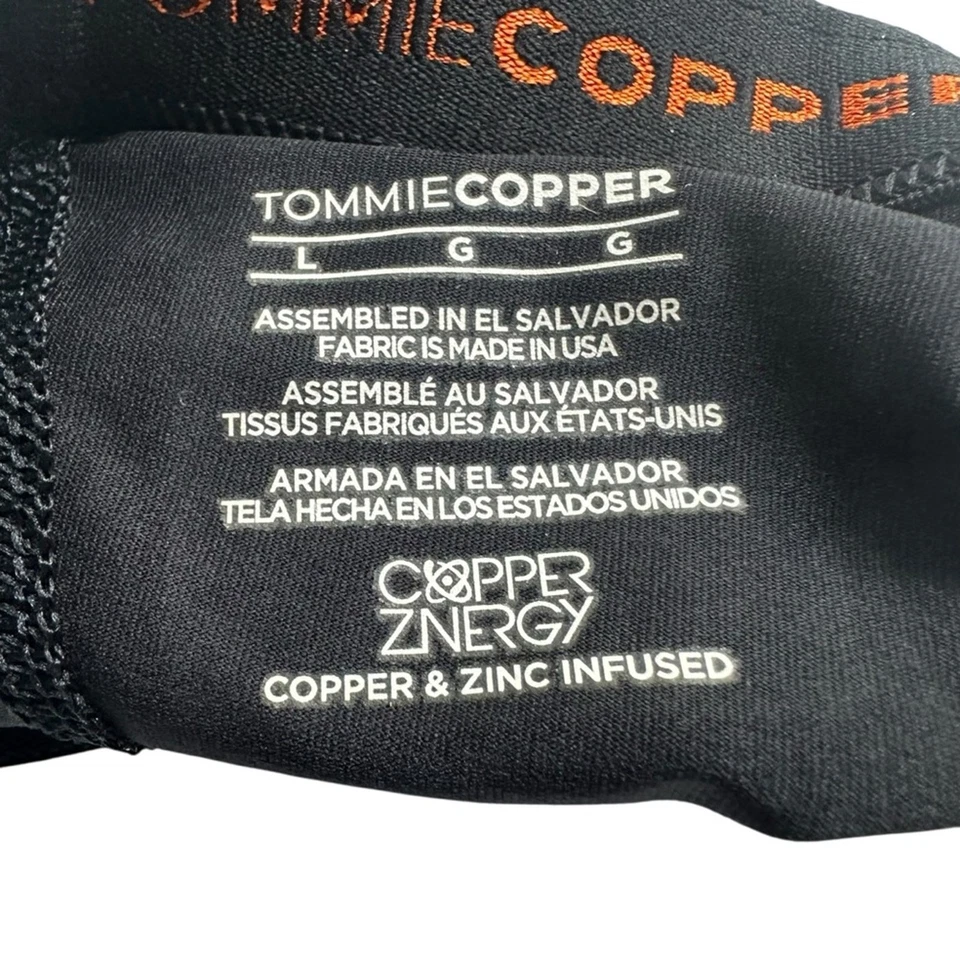 TOMMIECOPPER
TOMMIECOPPER
L G G
ASSEMBLED IN EL SALVADOR
FABRIC IS MADE IN USA
ASSEMBLÉ AU SALVADOR
TISSUS FABRIQUÉS AUX ÉTATS-UNIS
ARMADA EN EL SALVADOR
TELA HECHA EN LOS ESTADOS UNIDOS
COPPER
ZNERGY
COPPER & ZINC INFUSED